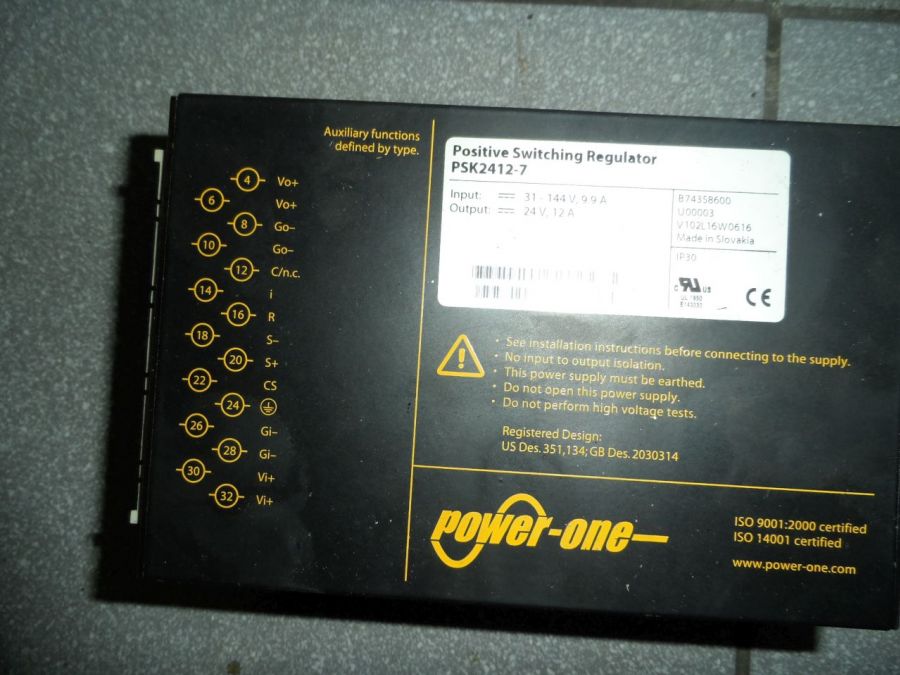 Auxiliary functions
defined by type.
4 Vo+
6 Vo+
8 Go–
10 Go–
12 C/n.c.
14 i
16 R
18 S–
20 S+
22 CS
24
26 Gi–
28 Gi–
30 Vi+
32 Vi+
Positive Switching Regulator
PSK2412-7
Input: 31 - 144 V, 9.9 A
Output: 24 V, 12 A
B74358600
U00003
V102L16W0616
Made in Slovakia
IP30
C US
CE
• See installation instructions before connecting to the supply.
• No input to output isolation.
• This power supply must be earthed.
• Do not open this power supply.
• Do not perform high voltage tests.
Registered Design:
US Des. 351,134; GB Des. 2030314
power-one
ISO 9001:2000 certified
ISO 14001 certified
www.power-one.com